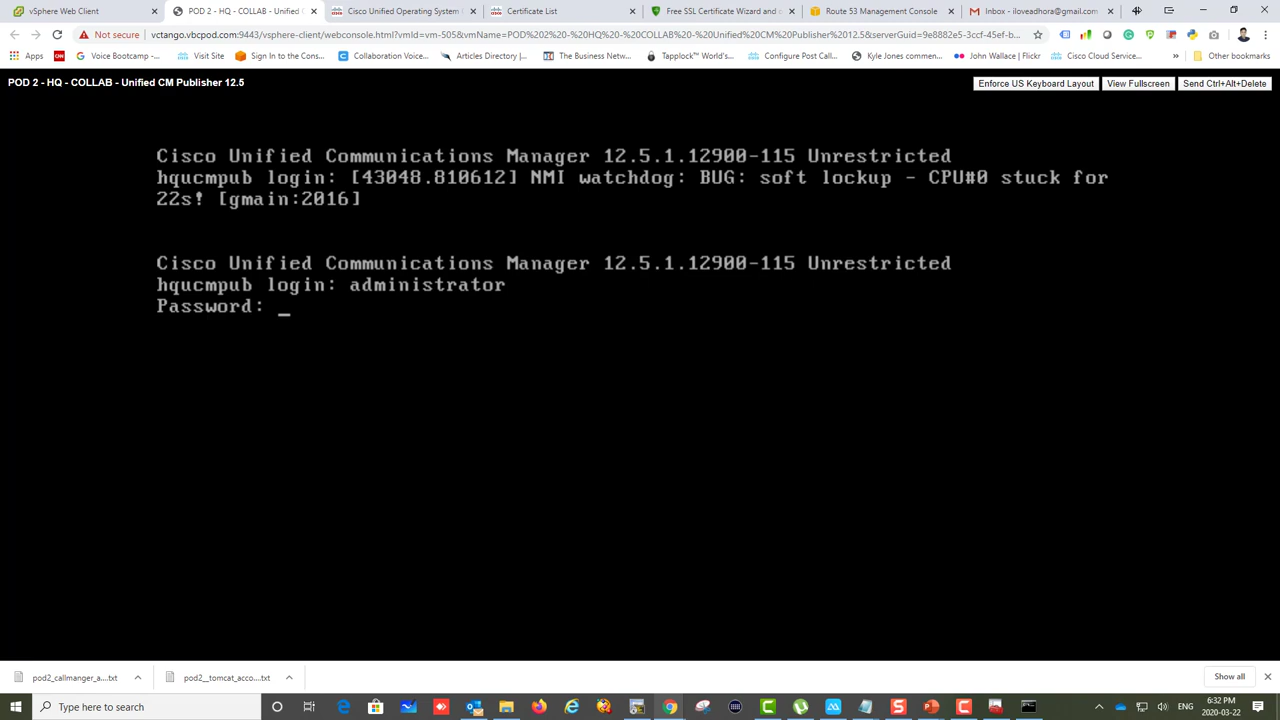 vSphere Web Client
POD 2 - HQ - COLLAB - Unified C
Cisco Unified Operating System
Certificate List
Free SSL Certificate Wizard and
Route 53 Management Console
Inbox - iloveadhora@gmail.com
Not secure
vctango.vbcpod.com:9443/vsphere-client/webconsole.html?vmId=vm-505&vmName=POD%202%20-%20HQ%20-%20COLLAB%20-%20Unified%20CM%20Publisher%2012.5&serverGuid=9e8882e5-3ccf-45ef-b...
Apps
Voice Bootcamp -...
Visit Site
Sign In to the Cons...
Collaboration Voice...
Articles Directory |...
The Business Netw...
Tapplock™ World's...
Configure Post Call...
Kyle Jones commen...
John Wallace | Flickr
Cisco Cloud Service...
»
Other bookmarks
POD 2 - HQ - COLLAB - Unified CM Publisher 12.5
Enforce US Keyboard Layout
View Fullscreen
Send Ctrl+Alt+Delete
Cisco Unified Communications Manager 12.5.1.12900-115 Unrestricted
hqucmpub login: [43048.810612] NMI watchdog: BUG: soft lockup - CPU#0 stuck for
22s! [gmain:2016]
Cisco Unified Communications Manager 12.5.1.12900-115 Unrestricted
hqucmpub login: administrator
Password: _
pod2_callmanger_a....txt
pod2__tomcat_acco....txt
Show all
Type here to search
ENG
6:32 PM
2020-03-22